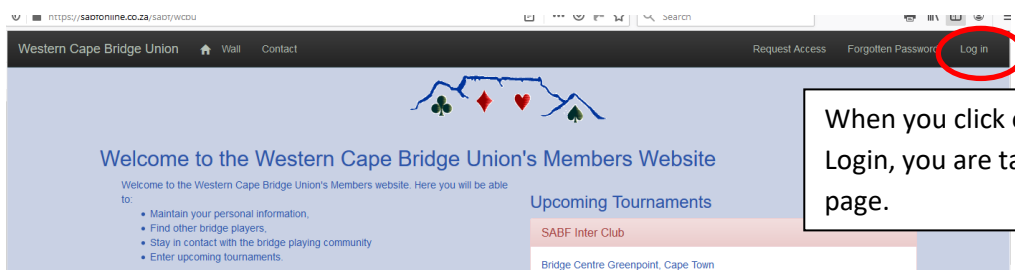 https://sabfonline.co.za/sabf/wcbu
Search
Western Cape Bridge Union Wall Contact Request Access Forgotten Password Log in
When you click
Login, you are
page.
Welcome to the Western Cape Bridge Union's Members Website
Welcome to the Western Cape Bridge Union's Members website. Here you will be able
to:
• Maintain your personal information,
• Find other bridge players,
• Stay in contact with the bridge playing community
• Enter upcoming tournaments.
Upcoming Tournaments
SABF Inter Club
Bridge Centre Greenpoint, Cape Town